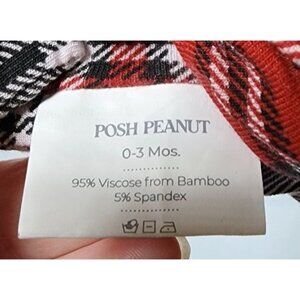 POSH PEANUT
0-3 Mos.
95% Viscose from Bamboo
5% Spandex